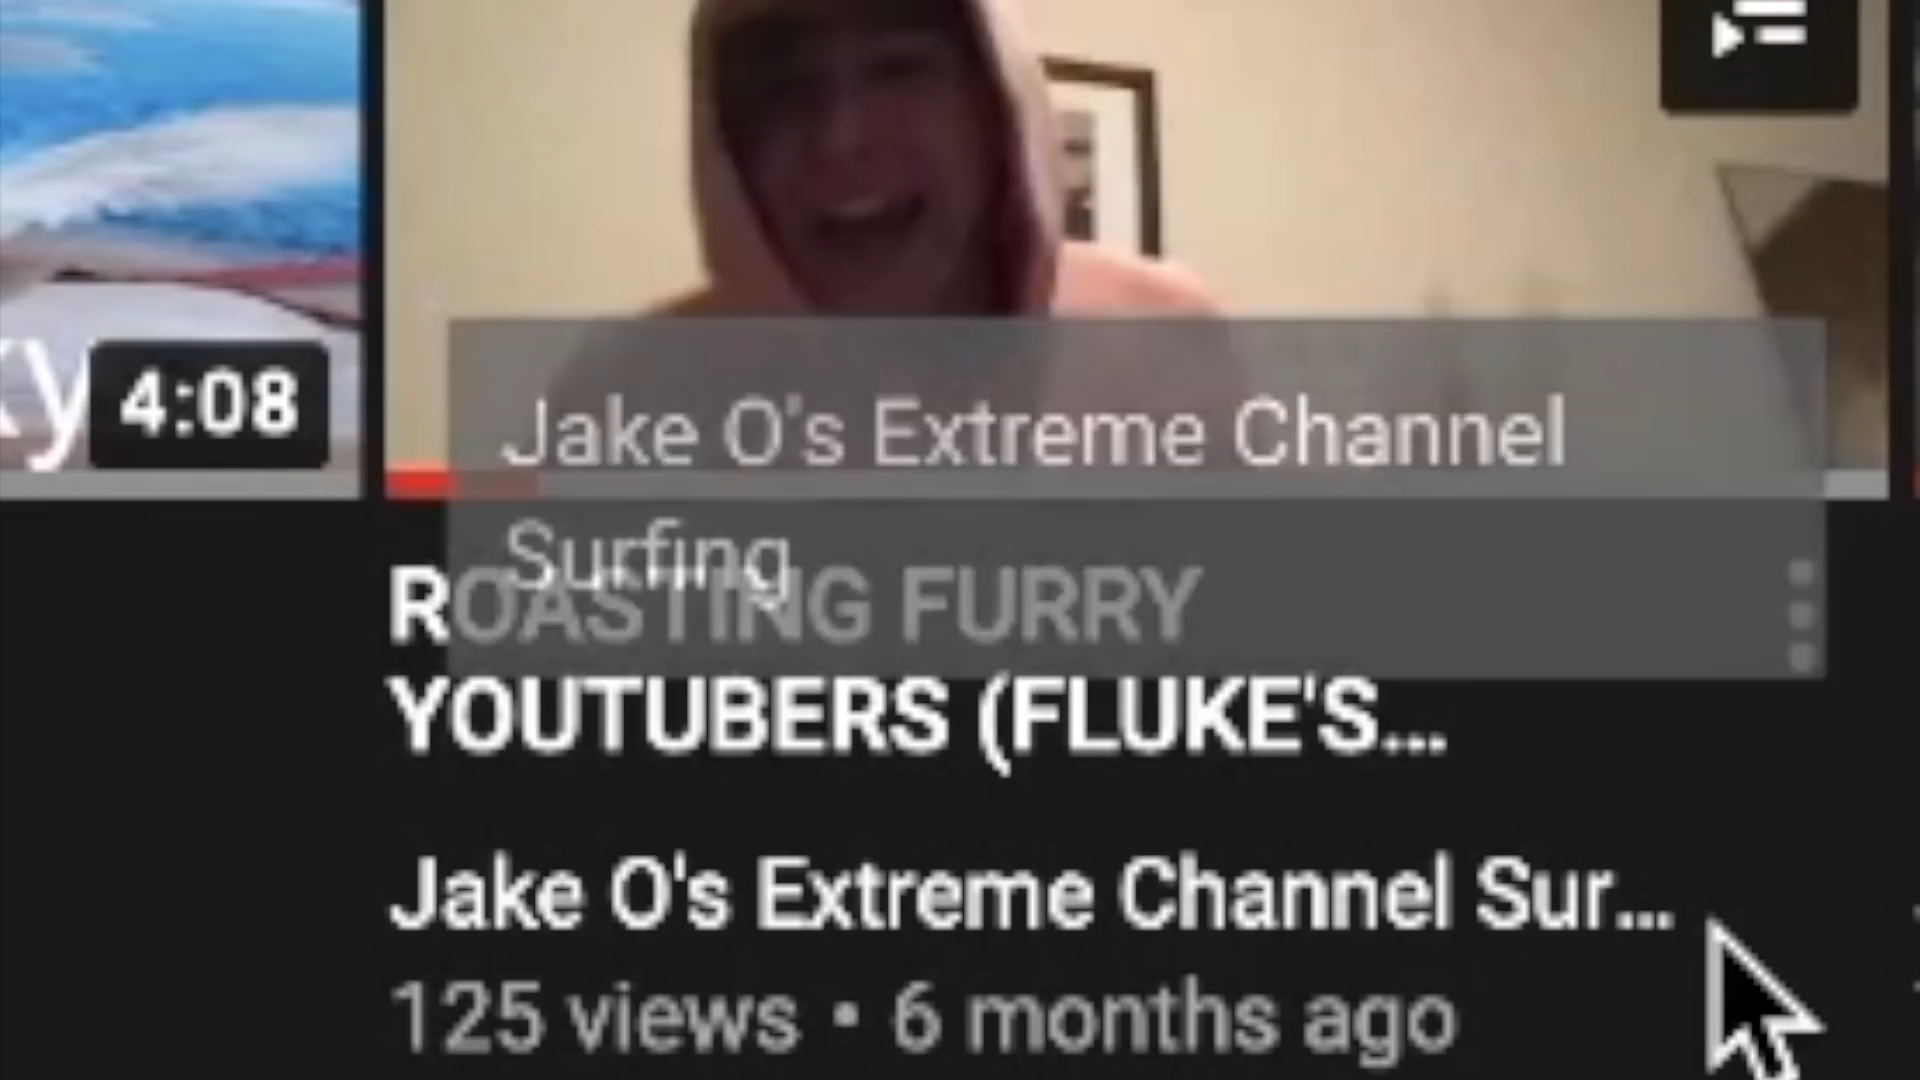 ky
4:08
Jake O's Extreme Channel
Surfing
ROASTING FURRY
YOUTUBERS (FLUKE'S...
Jake O's Extreme Channel Sur...
125 views • 6 months ago